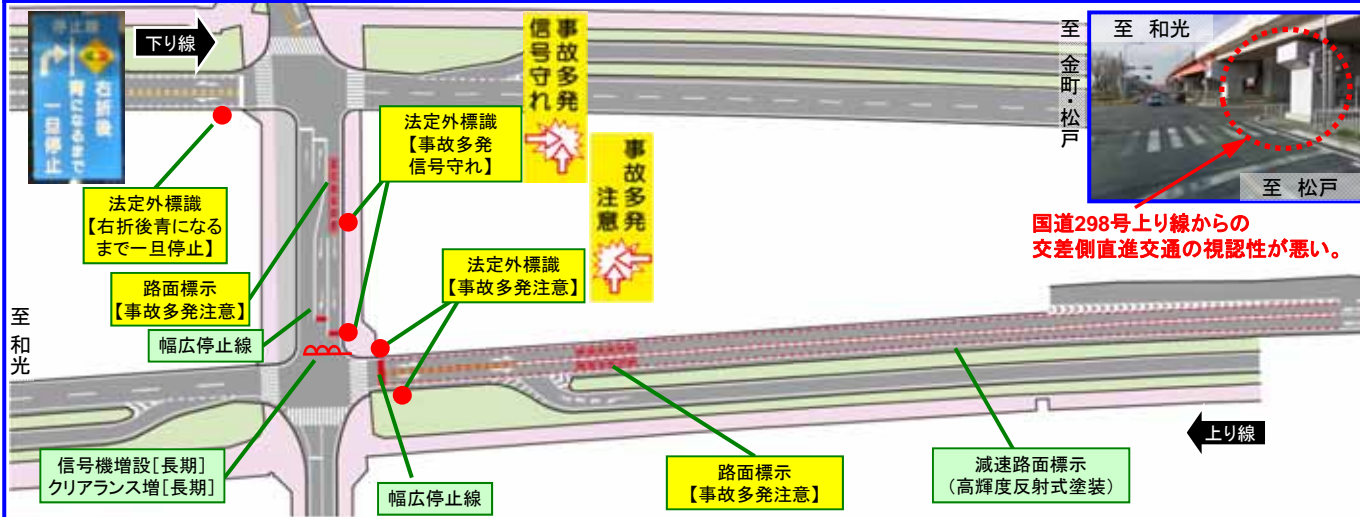 停止線
右折後
青になるまで
一旦停止
下り線
事故多発
信号守れ
法定外標識
【事故多発
信号守れ】
事故多発
注意
至 金町・松戸
至 和光
至 松戸
国道298号上り線からの
交差側直進交通の視認性が悪い。
法定外標識
【右折後青になる
まで一旦停止】
法定外標識
【事故多発注意】
路面標示
【事故多発注意】
幅広停止線
至 和光
信号機増設[長期]
クリアランス増[長期]
幅広停止線
路面標示
【事故多発注意】
減速路面標示
(高輝度反射式塗装)
上り線